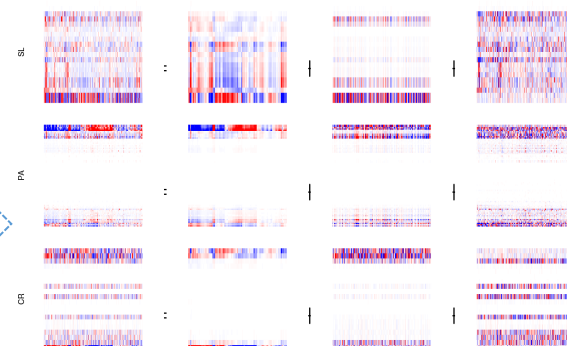 SL = + +
PA = + +
CR = + +